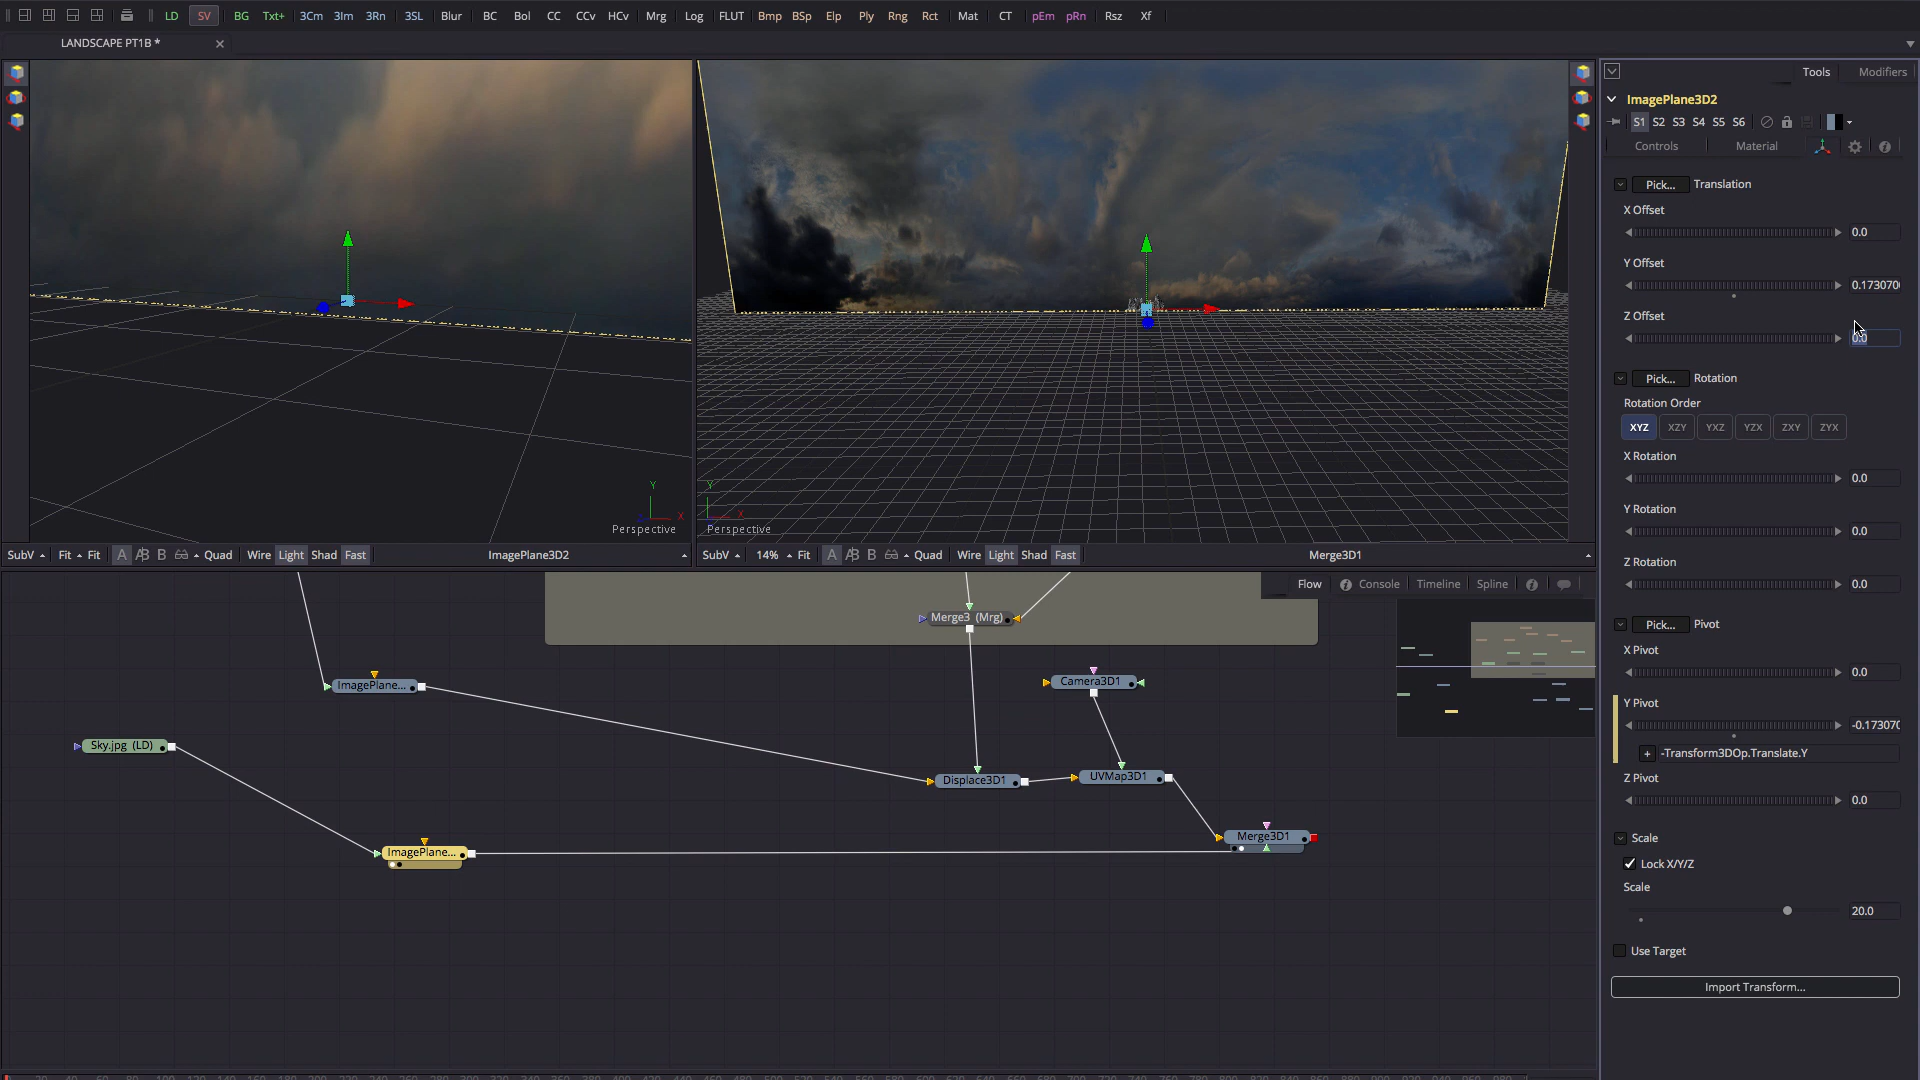 LD SV BG Txt+ 3Cm 3Im 3Rn 3SL Blur BC Bol CC CCv HCv Mrg Log FLUT Bmp BSp Elp Ply Rng Rct Mat CT pEm pRn Rsz Xf
LANDSCAPE PT1B *
Tools Modifiers
ImagePlane3D2
S1 S2 S3 S4 S5 S6
Controls Material
Pick... Translation
X Offset
0.0
Y Offset
0.173070
Z Offset
0.0
Pick... Rotation
Rotation Order
XYZ XZY YXZ YZX ZXY ZYX
X Rotation
0.0
Y Rotation
0.0
Z Rotation
0.0
Pick... Pivot
X Pivot
0.0
Y Pivot
-0.173070
+ -Transform3DOp.Translate.Y
Z Pivot
0.0
Scale
Lock X/Y/Z
Scale
20.0
Use Target
Import Transform...
Y
X
Perspective
Y
X
Perspective
SubV Fit Fit A B Quad Wire Light Shad Fast ImagePlane3D2
SubV 14% Fit A B Quad Wire Light Shad Fast Merge3D1
Flow Console Timeline Spline
Merge3 (Mrg)
ImagePlane...
Camera3D1
Sky.jpg (LD)
Displace3D1
UVMap3D1
Merge3D1
ImagePlane...